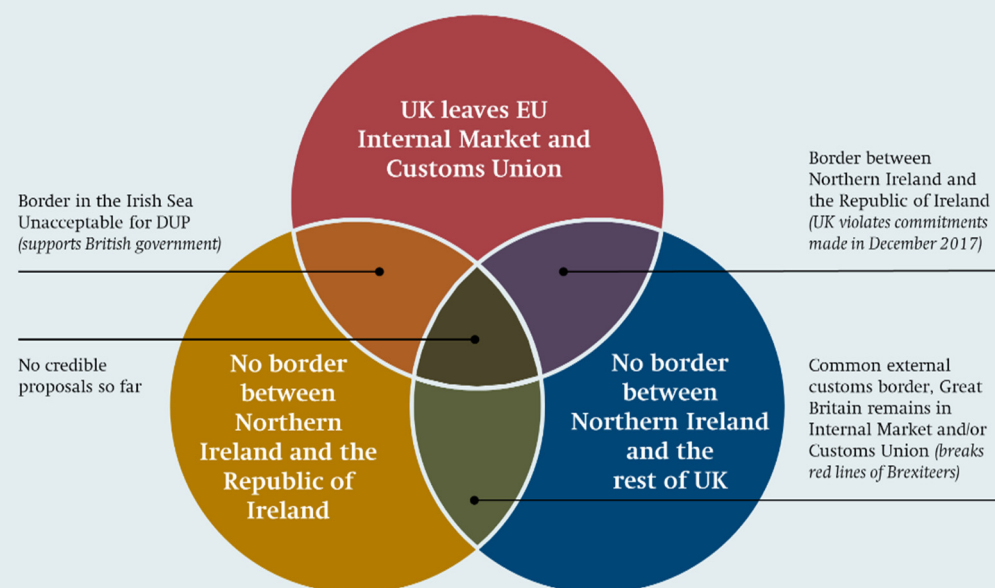 UK leaves EU
Internal Market and
Customs Union
Border in the Irish Sea
Unacceptable for DUP
(supports British government)
Border between
Northern Ireland and
the Republic of Ireland
(UK violates commitments
made in December 2017)
No credible
proposals so far
No border
between
Northern
Ireland and the
Republic of
Ireland
No border
between
Northern Ireland
and the
rest of UK
Common external
customs border, Great
Britain remains in
Internal Market and/or
Customs Union (breaks
red lines of Brexiteers)